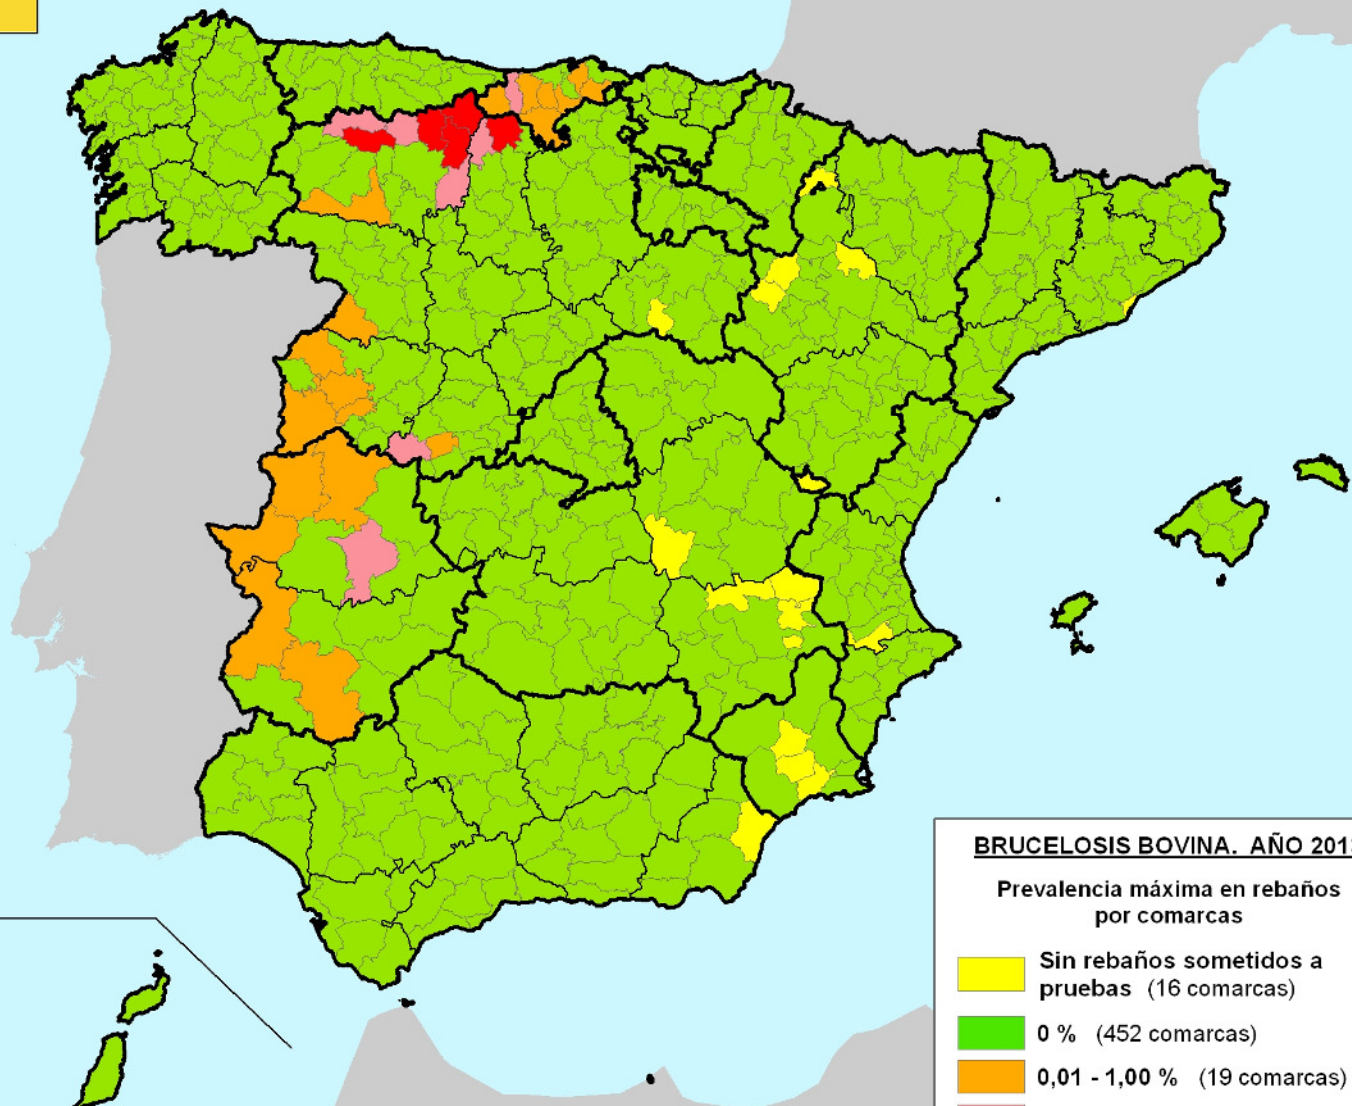 BRUCELOSIS BOVINA. AÑO 201
Prevalencia máxima en rebaños
por comarcas
Sin rebaños sometidos a
pruebas (16 comarcas)
0 % (452 comarcas)
0,01 - 1,00 % (19 comarcas)